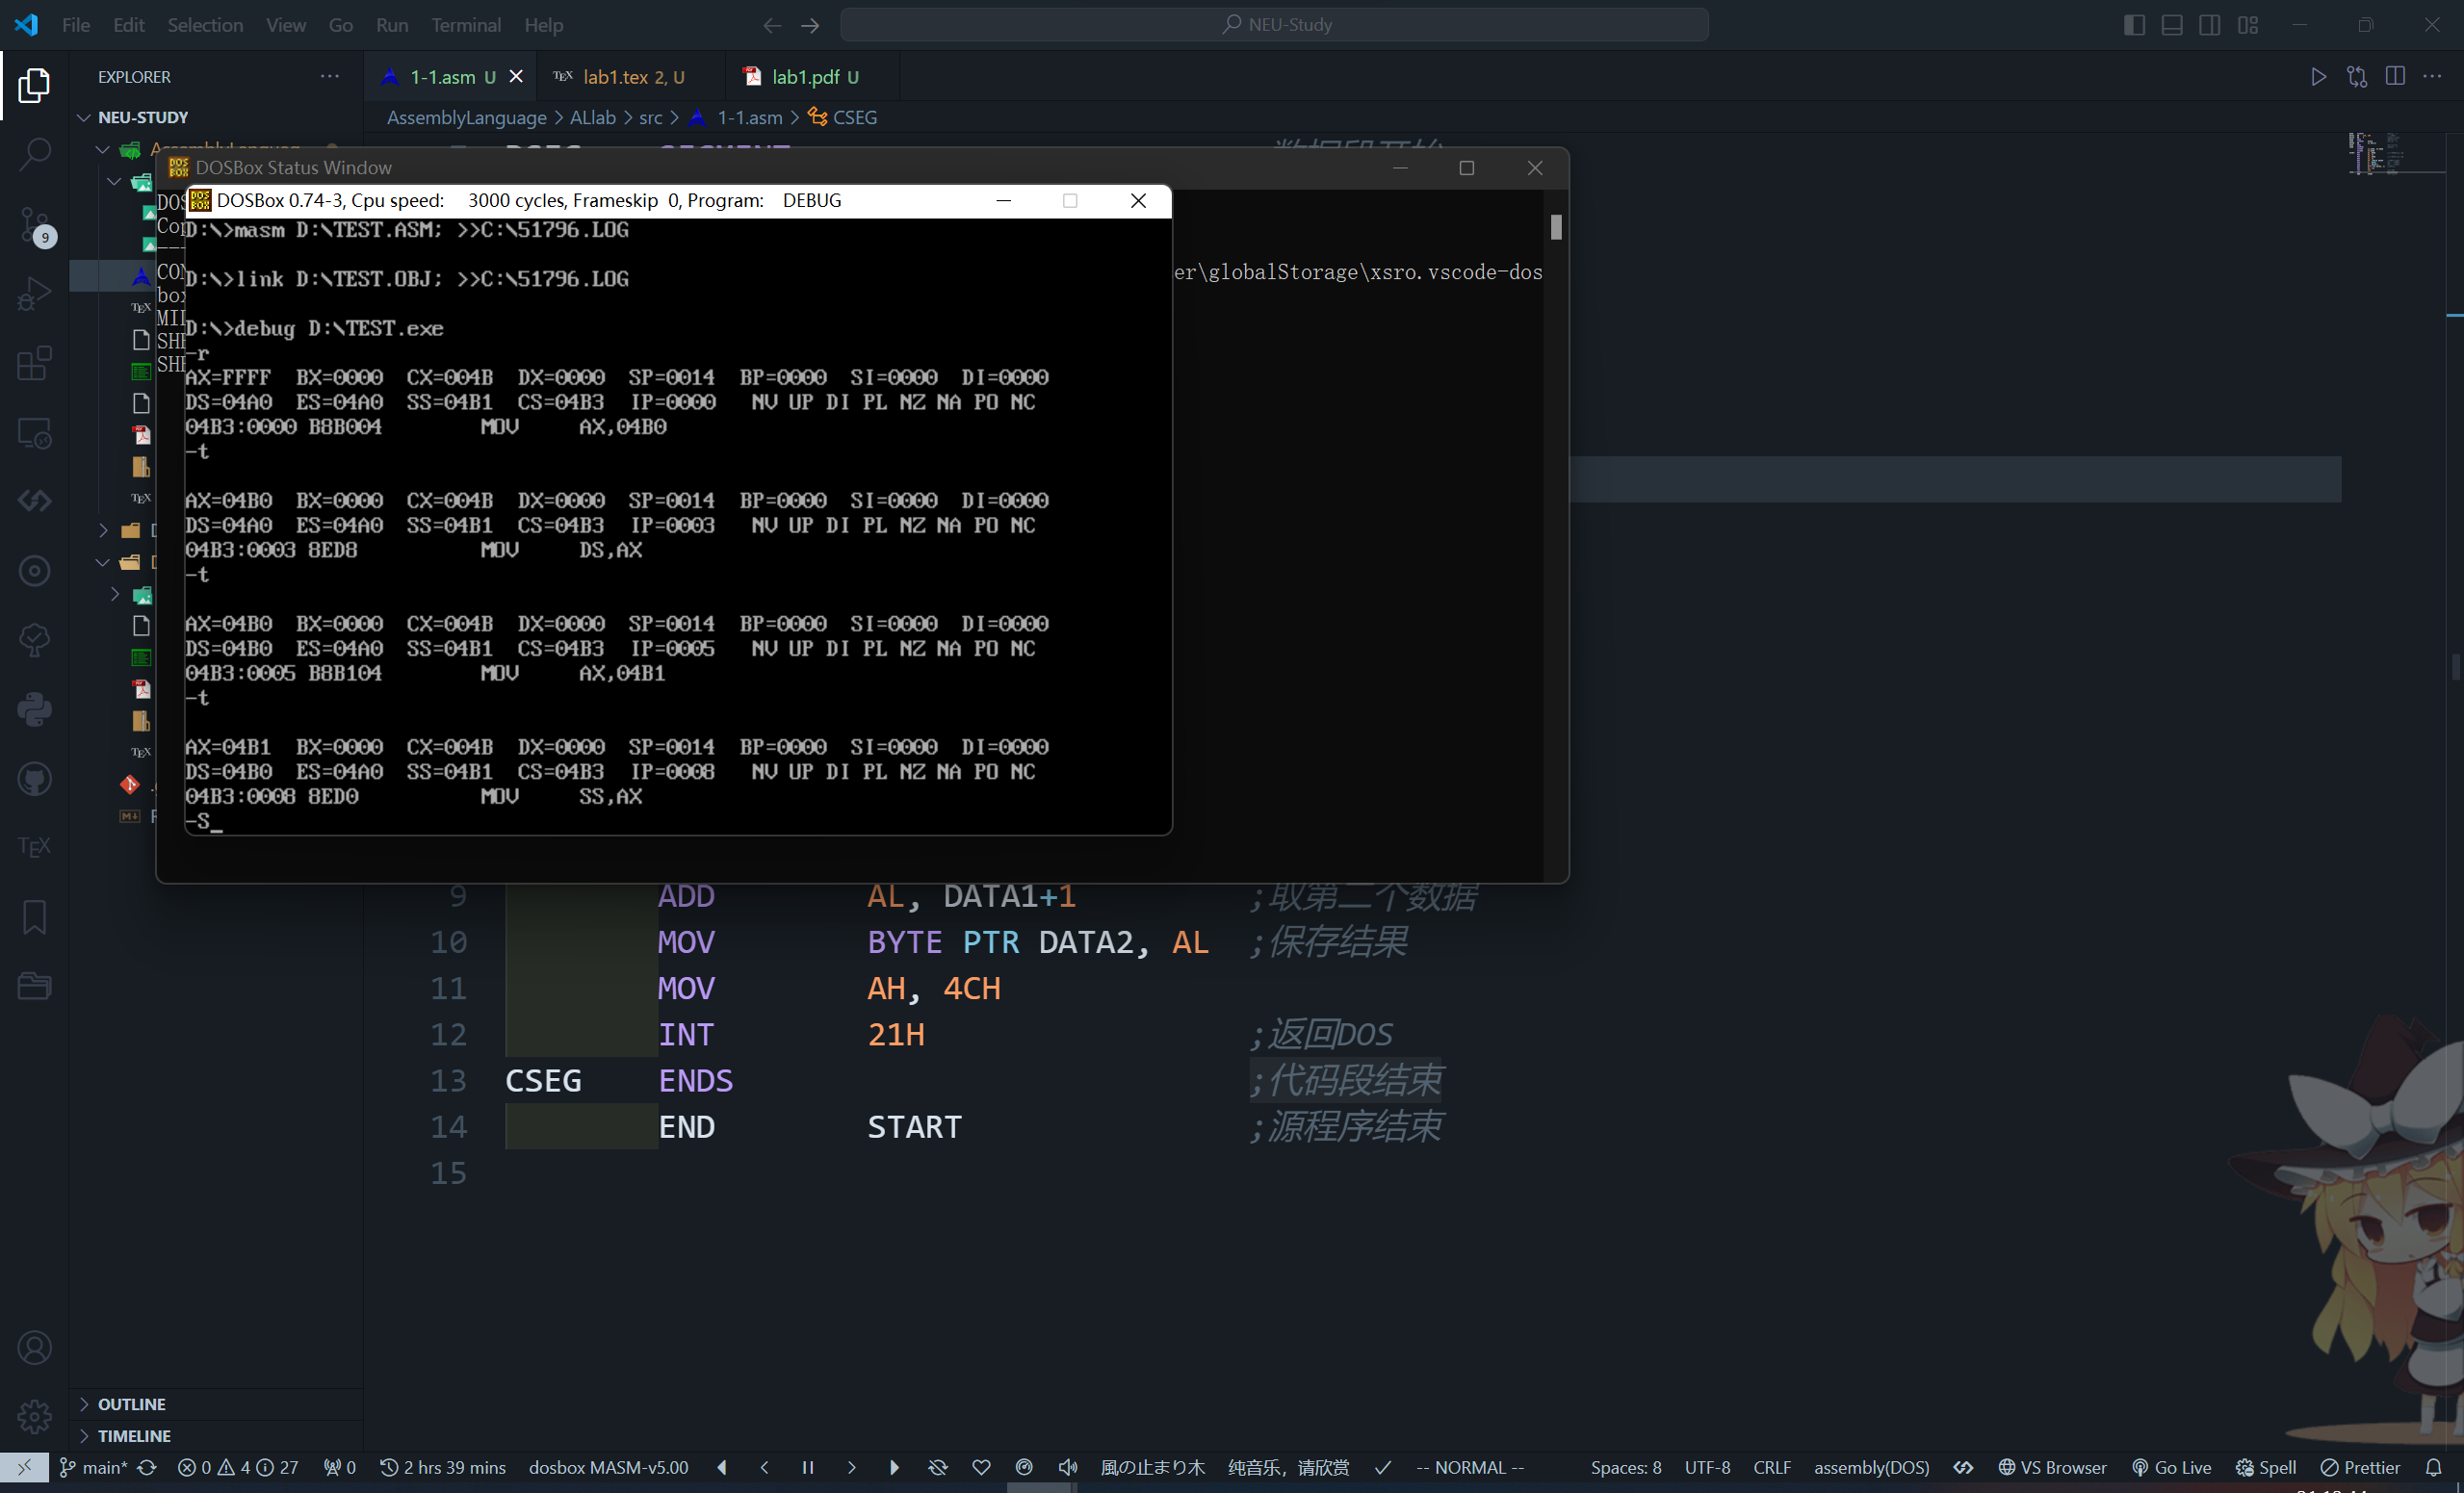 File Edit Selection View Go Run Terminal Help
NEU-Study
EXPLORER
1-1.asm U
lab1.tex 2, U
lab1.pdf U
NEU-STUDY
AssemblyLanguage > ALlab > src > 1-1.asm > CSEG
DOSBox Status Window
DOSBox 0.74-3, Cpu speed: 3000 cycles, Frameskip 0, Program: DEBUG
D:\>masm D:\TEST.ASM; >>C:\51796.LOG
D:\>link D:\TEST.OBJ; >>C:\51796.LOG
er\globalStorage\xsro.vscode-dos
D:\>debug D:\TEST.exe
-r
AX=FFFF BX=0000 CX=004B DX=0000 SP=0014 BP=0000 SI=0000 DI=0000
DS=04A0 ES=04A0 SS=04B1 CS=04B3 IP=0000 NV UP DI PL NZ NA PO NC
04B3:0000 B8B004 MOV AX,04B0
-t
AX=04B0 BX=0000 CX=004B DX=0000 SP=0014 BP=0000 SI=0000 DI=0000
DS=04A0 ES=04A0 SS=04B1 CS=04B3 IP=0003 NV UP DI PL NZ NA PO NC
04B3:0003 8ED8 MOV DS,AX
-t
AX=04B0 BX=0000 CX=004B DX=0000 SP=0014 BP=0000 SI=0000 DI=0000
DS=04B0 ES=04A0 SS=04B1 CS=04B3 IP=0005 NV UP DI PL NZ NA PO NC
04B3:0005 B8B104 MOV AX,04B1
-t
AX=04B1 BX=0000 CX=004B DX=0000 SP=0014 BP=0000 SI=0000 DI=0000
DS=04B0 ES=04A0 SS=04B1 CS=04B3 IP=0008 NV UP DI PL NZ NA PO NC
04B3:0008 8ED0 MOV SS,AX
-S_
9 ADD AL, DATA1+1 ;取第二个数据
10 MOV BYTE PTR DATA2, AL ;保存结果
11 MOV AH, 4CH
12 INT 21H ;返回DOS
13 CSEG ENDS ;代码段结束
14 END START ;源程序结束
15
OUTLINE
TIMELINE
main* 0 4 27 0 2 hrs 39 mins dosbox MASM-v5.00 風の止まり木 纯音乐，请欣赏 -- NORMAL -- Spaces: 8 UTF-8 CRLF assembly(DOS) VS Browser Go Live Spell Prettier